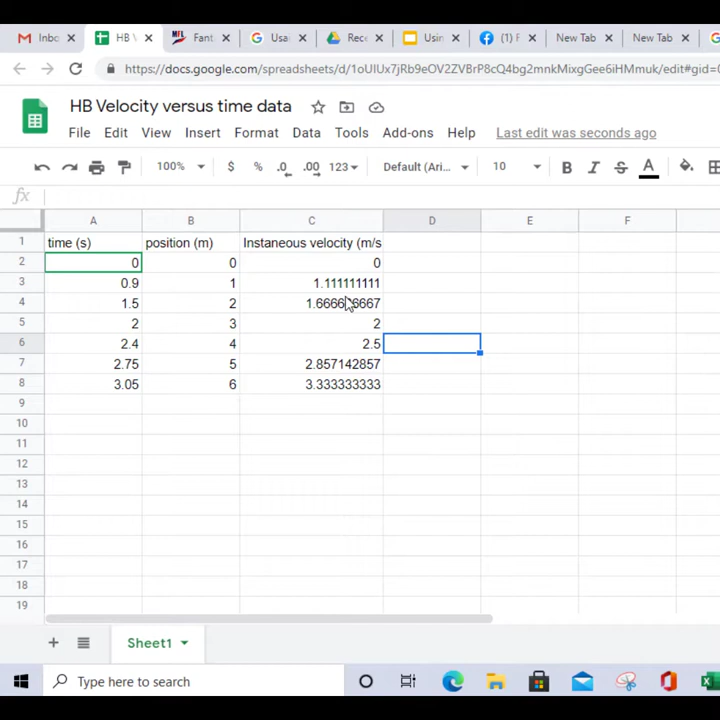 Inbo HB V Fant Usa Rece Usin (1) F New Tab New Tab
https://docs.google.com/spreadsheets/d/1oUIUx7jRb9eOV2ZVBrP8cQ4bg2mnkMixgGee6iHMmuk/edit#gid=0
HB Velocity versus time data
File Edit View Insert Format Data Tools Add-ons Help Last edit was seconds ago
100% $ % .0 .00 123 Default (Ari... 10 B I S A
fx
A B C D E F
1 time (s) position (m) Instaneous velocity (m/s
2 0 0 0
3 0.9 1 1.111111111
4 1.5 2
5 2 3 2
6 2.4 4 2.5
7 2.75 5 2.857142857
8 3.05 6 3.333333333
9
10
11
12
13
14
15
16
17
18
19
+ Sheet1
Type here to search